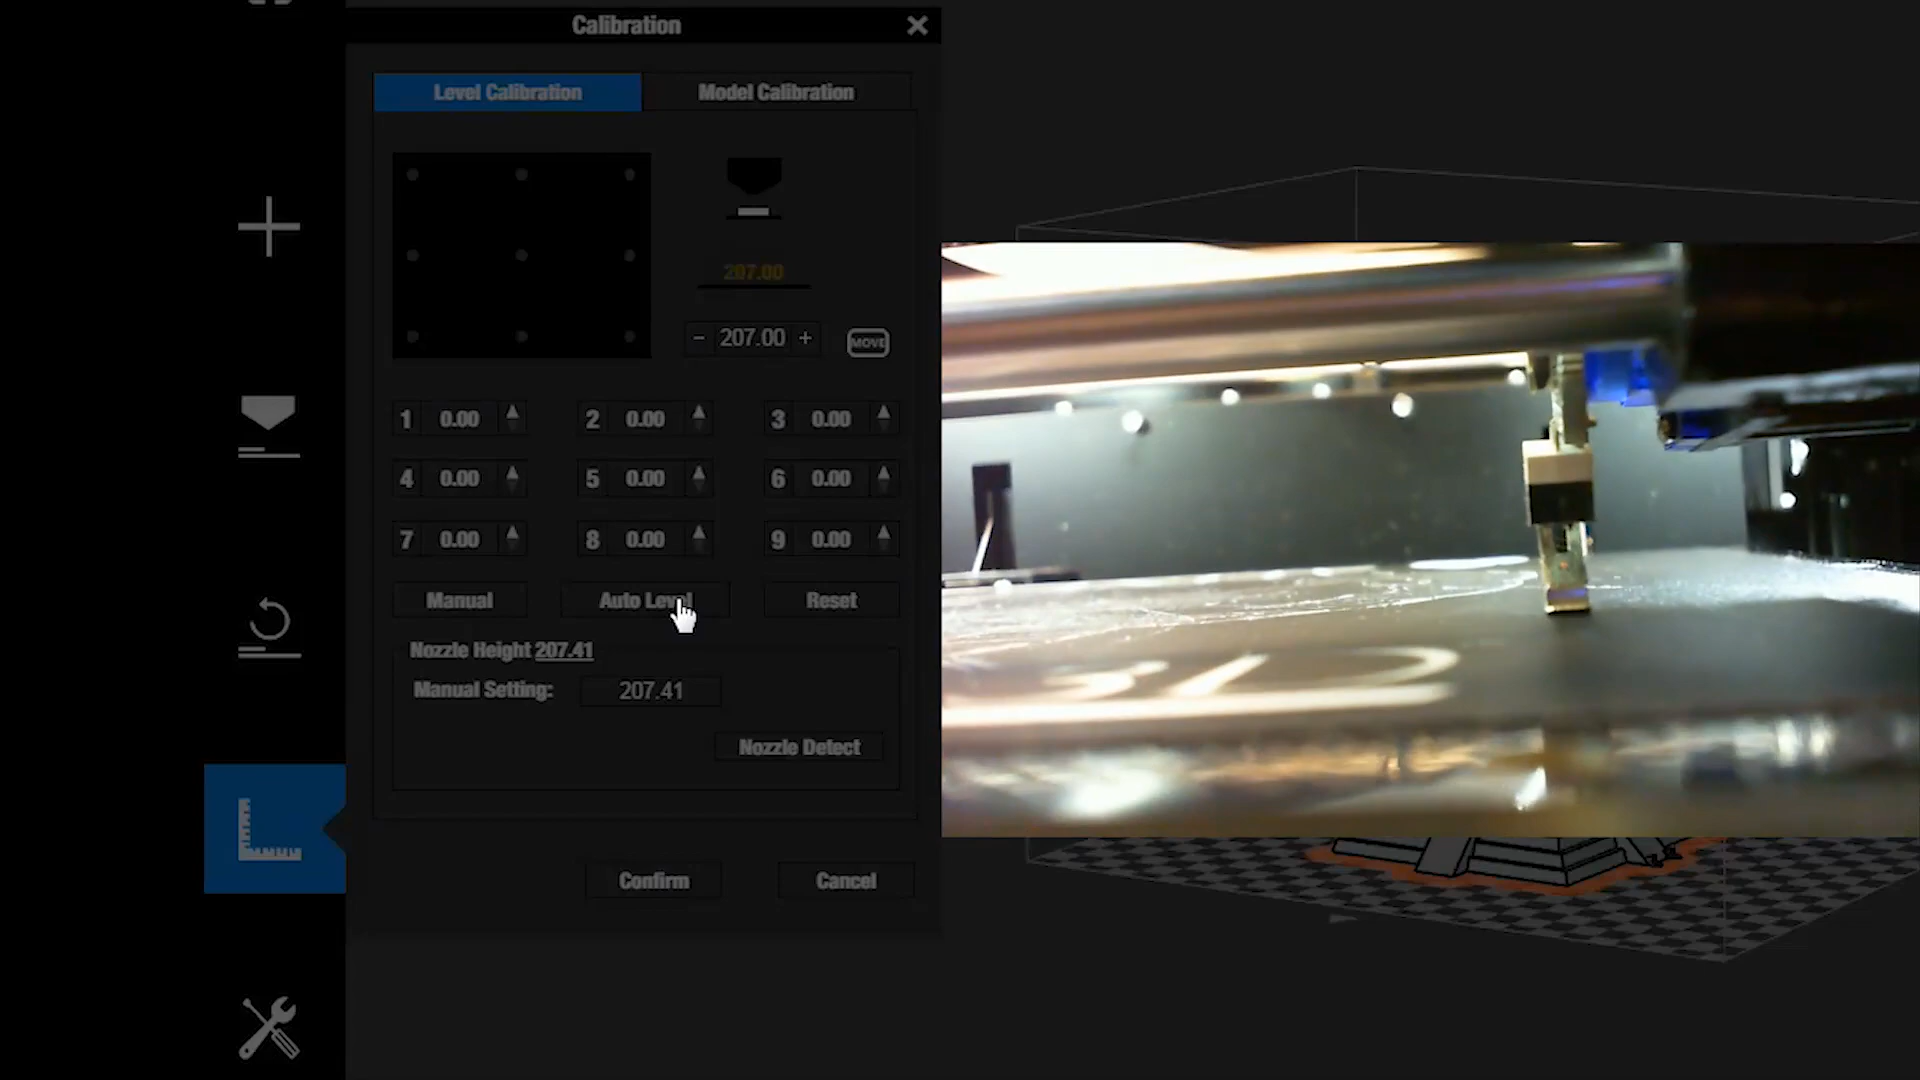 Calibration
Level Calibration
Model Calibration
207.00
- 207.00 +
MOVE
1 0.00 2 0.00 3 0.00
4 0.00 5 0.00 6 0.00
7 0.00 8 0.00 9 0.00
Manual
Auto Level
Reset
Nozzle Height 207.41
Manual Setting: 207.41
Nozzle Detect
Confirm
Cancel